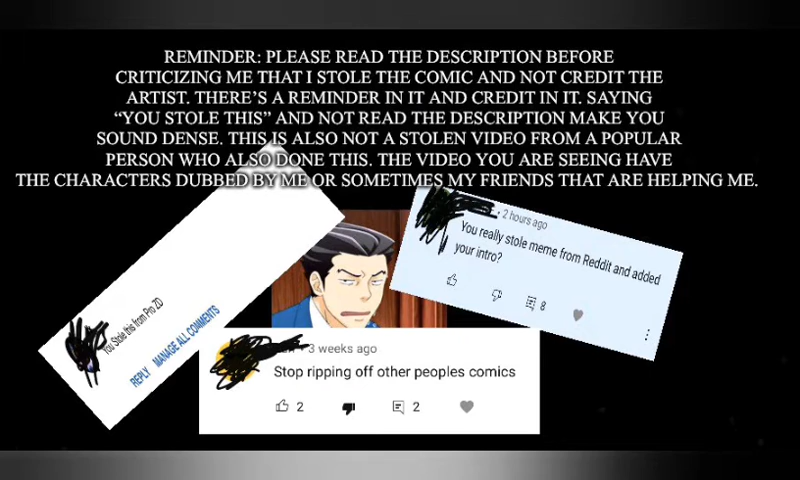 REMINDER: PLEASE READ THE DESCRIPTION BEFORE
CRITICIZING ME THAT I STOLE THE COMIC AND NOT CREDIT THE
ARTIST. THERE'S A REMINDER IN IT AND CREDIT IN IT. SAYING
“YOU STOLE THIS” AND NOT READ THE DESCRIPTION MAKE YOU
SOUND DENSE. THIS IS ALSO NOT A STOLEN VIDEO FROM A POPULAR
PERSON WHO ALSO DONE THIS. THE VIDEO YOU ARE SEEING HAVE
THE CHARACTERS DUBBED BY ME OR SOMETIMES MY FRIENDS THAT ARE HELPING ME.
• 2 hours ago
You really stole meme from Reddit and added
your intro?
8
You Stole this from Pro ZD
REPLY MANAGE ALL COMMENTS
• 3 weeks ago
Stop ripping off other peoples comics
2 2